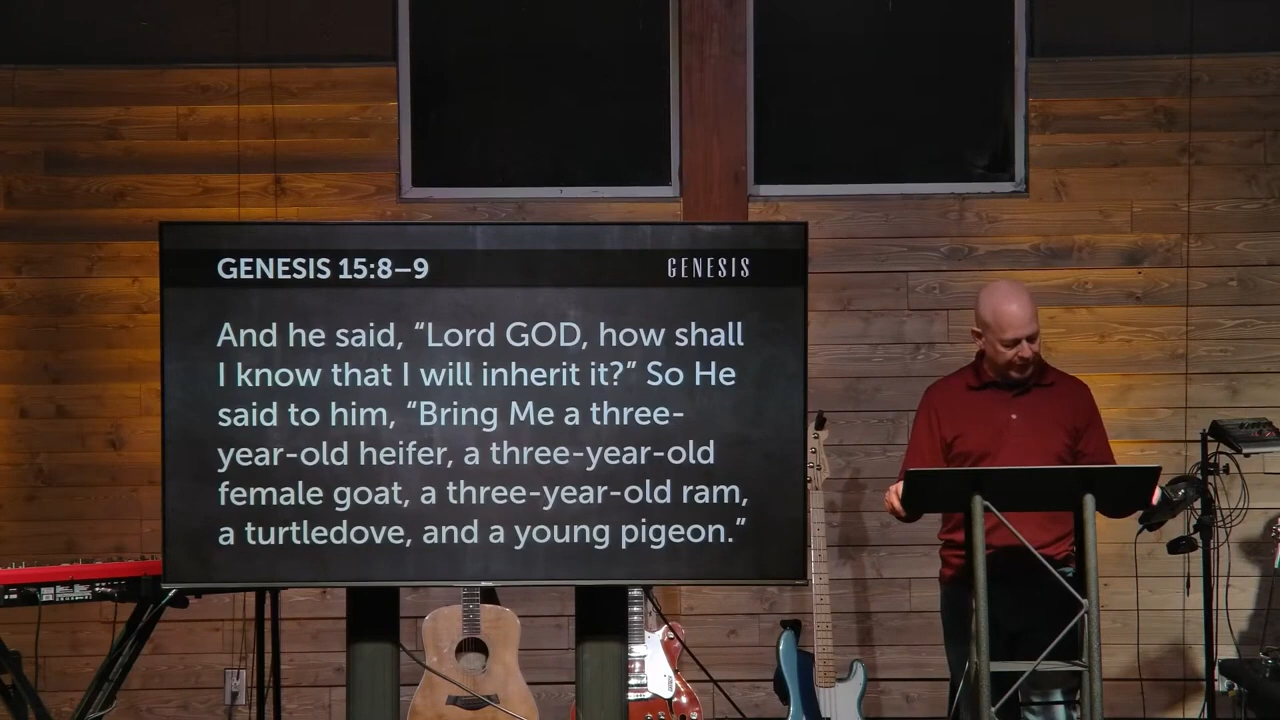 GENESIS 15:8–9
GENESIS
And he said, “Lord GOD, how shall
I know that I will inherit it?” So He
said to him, “Bring Me a three-
year-old heifer, a three-year-old
female goat, a three-year-old ram,
a turtledove, and a young pigeon.”